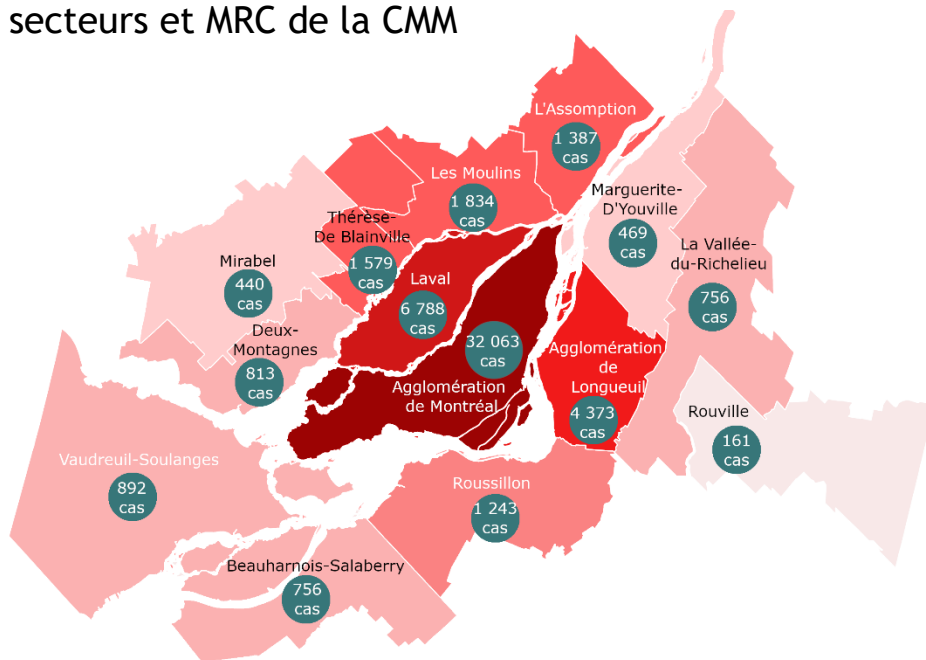 secteurs et MRC de la CMM
L'Assomption
1 387
cas
Les Moulins
1 834
cas
Marguerite-
D'Youville
469
cas
Thérèse-
De Blainville
1 579
cas
La Vallée-
du-Richelieu
756
cas
Mirabel
440
cas
Laval
6 788
cas
Deux-
Montagnes
813
cas
32 063
cas
Agglomération
de Montréal
Agglomération
de
Longueuil
4 373
cas
Rouville
161
cas
Vaudreuil-Soulanges
892
cas
Roussillon
1 243
cas
Beauharnois-Salaberry
756
cas